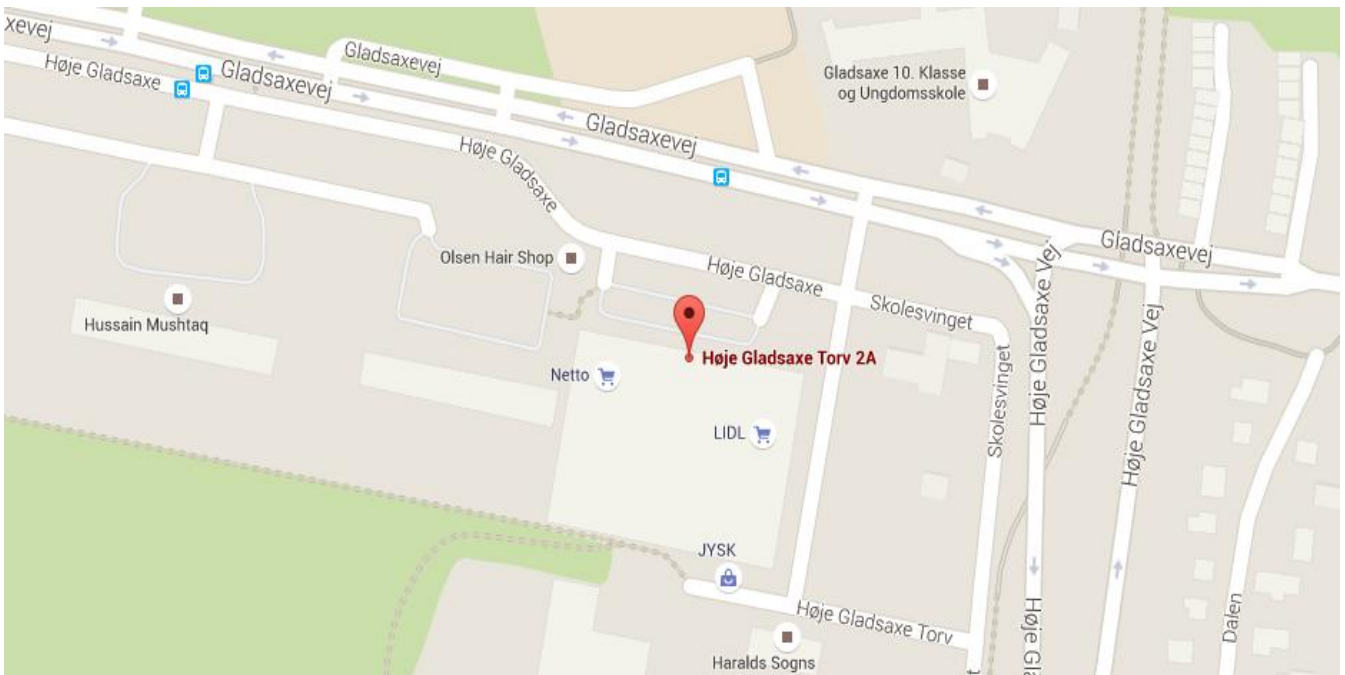 xevej
Gladsaxevej
Høje Gladsaxe
Gladsaxevej
Gladsaxe 10. Klasse
og Ungdomsskole
Gladsaxevej
Høje Gladsaxe
Gladsaxevej
Olsen Hair Shop
Høje Gladsaxe
Skolesvinget
Høje Gladsaxe Vej
Hussain Mushtaq
Høje Gladsaxe Torv 2A
Netto
Skolesvinget
Høje Gladsaxe Vej
LIDL
JYSK
Høje Gladsaxe Torv
Høje Gla
Dalen
Haralds Sogns
t